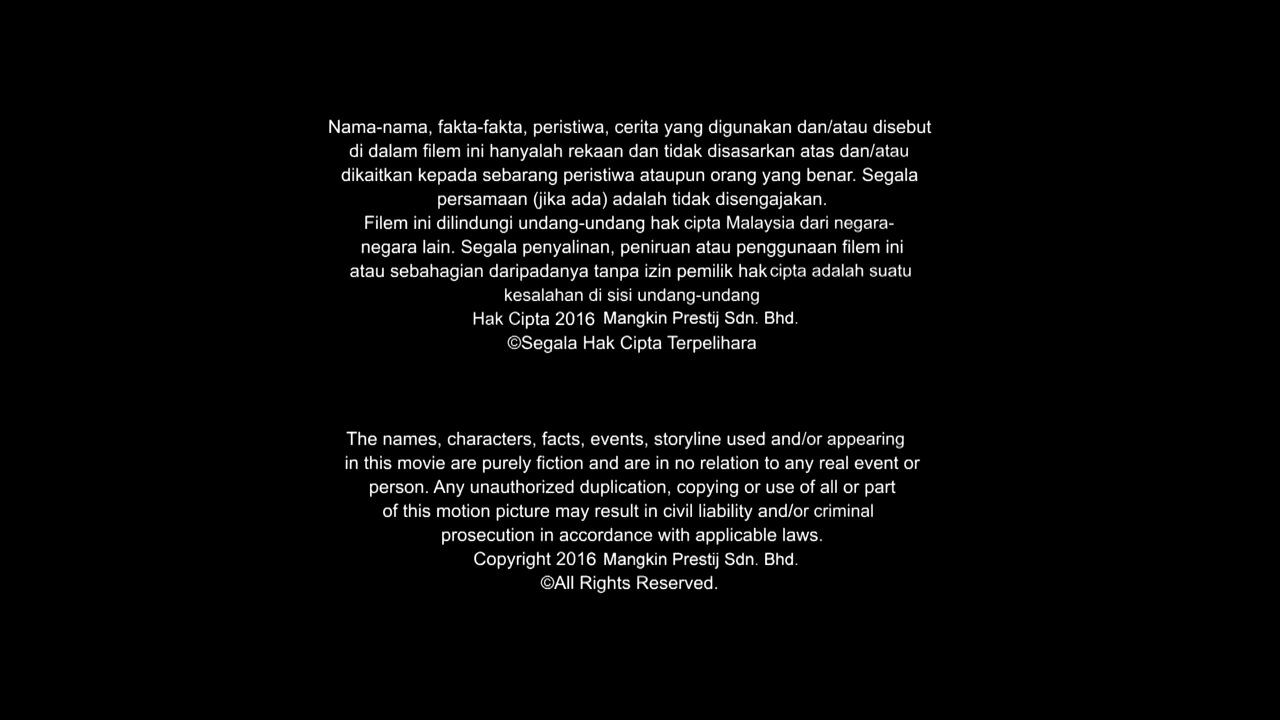 Nama-nama, fakta-fakta, peristiwa, cerita yang digunakan dan/atau disebut
di dalam filem ini hanyalah rekaan dan tidak disasarkan atas dan/atau
dikaitkan kepada sebarang peristiwa ataupun orang yang benar. Segala
persamaan (jika ada) adalah tidak disengajakan.
Filem ini dilindungi undang-undang hak cipta Malaysia dari negara-
negara lain. Segala penyalinan, peniruan atau penggunaan filem ini
atau sebahagian daripadanya tanpa izin pemilik hak cipta adalah suatu
kesalahan di sisi undang-undang
Hak Cipta 2016 Mangkin Prestij Sdn. Bhd.
©Segala Hak Cipta Terpelihara
The names, characters, facts, events, storyline used and/or appearing
in this movie are purely fiction and are in no relation to any real event or
person. Any unauthorized duplication, copying or use of all or part
of this motion picture may result in civil liability and/or criminal
prosecution in accordance with applicable laws.
Copyright 2016 Mangkin Prestij Sdn. Bhd.
©All Rights Reserved.